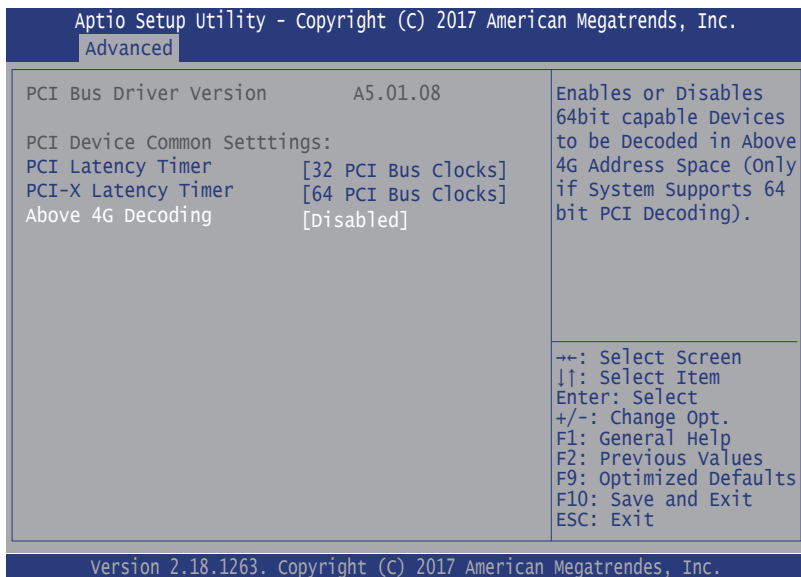 Aptio Setup Utility - Copyright (C) 2017 American Megatrends, Inc.
Advanced
PCI Bus Driver Version A5.01.08
PCI Device Common Setttings:
PCI Latency Timer [32 PCI Bus Clocks]
PCI-X Latency Timer [64 PCI Bus Clocks]
Above 4G Decoding [Disabled]
Enables or Disables
64bit capable Devices
to be Decoded in Above
4G Address Space (Only
if System Supports 64
bit PCI Decoding).
→←: Select Screen
↓↑: Select Item
Enter: Select
+/-: Change Opt.
F1: General Help
F2: Previous Values
F9: Optimized Defaults
F10: Save and Exit
ESC: Exit
Version 2.18.1263. Copyright (C) 2017 American Megatrendes, Inc.